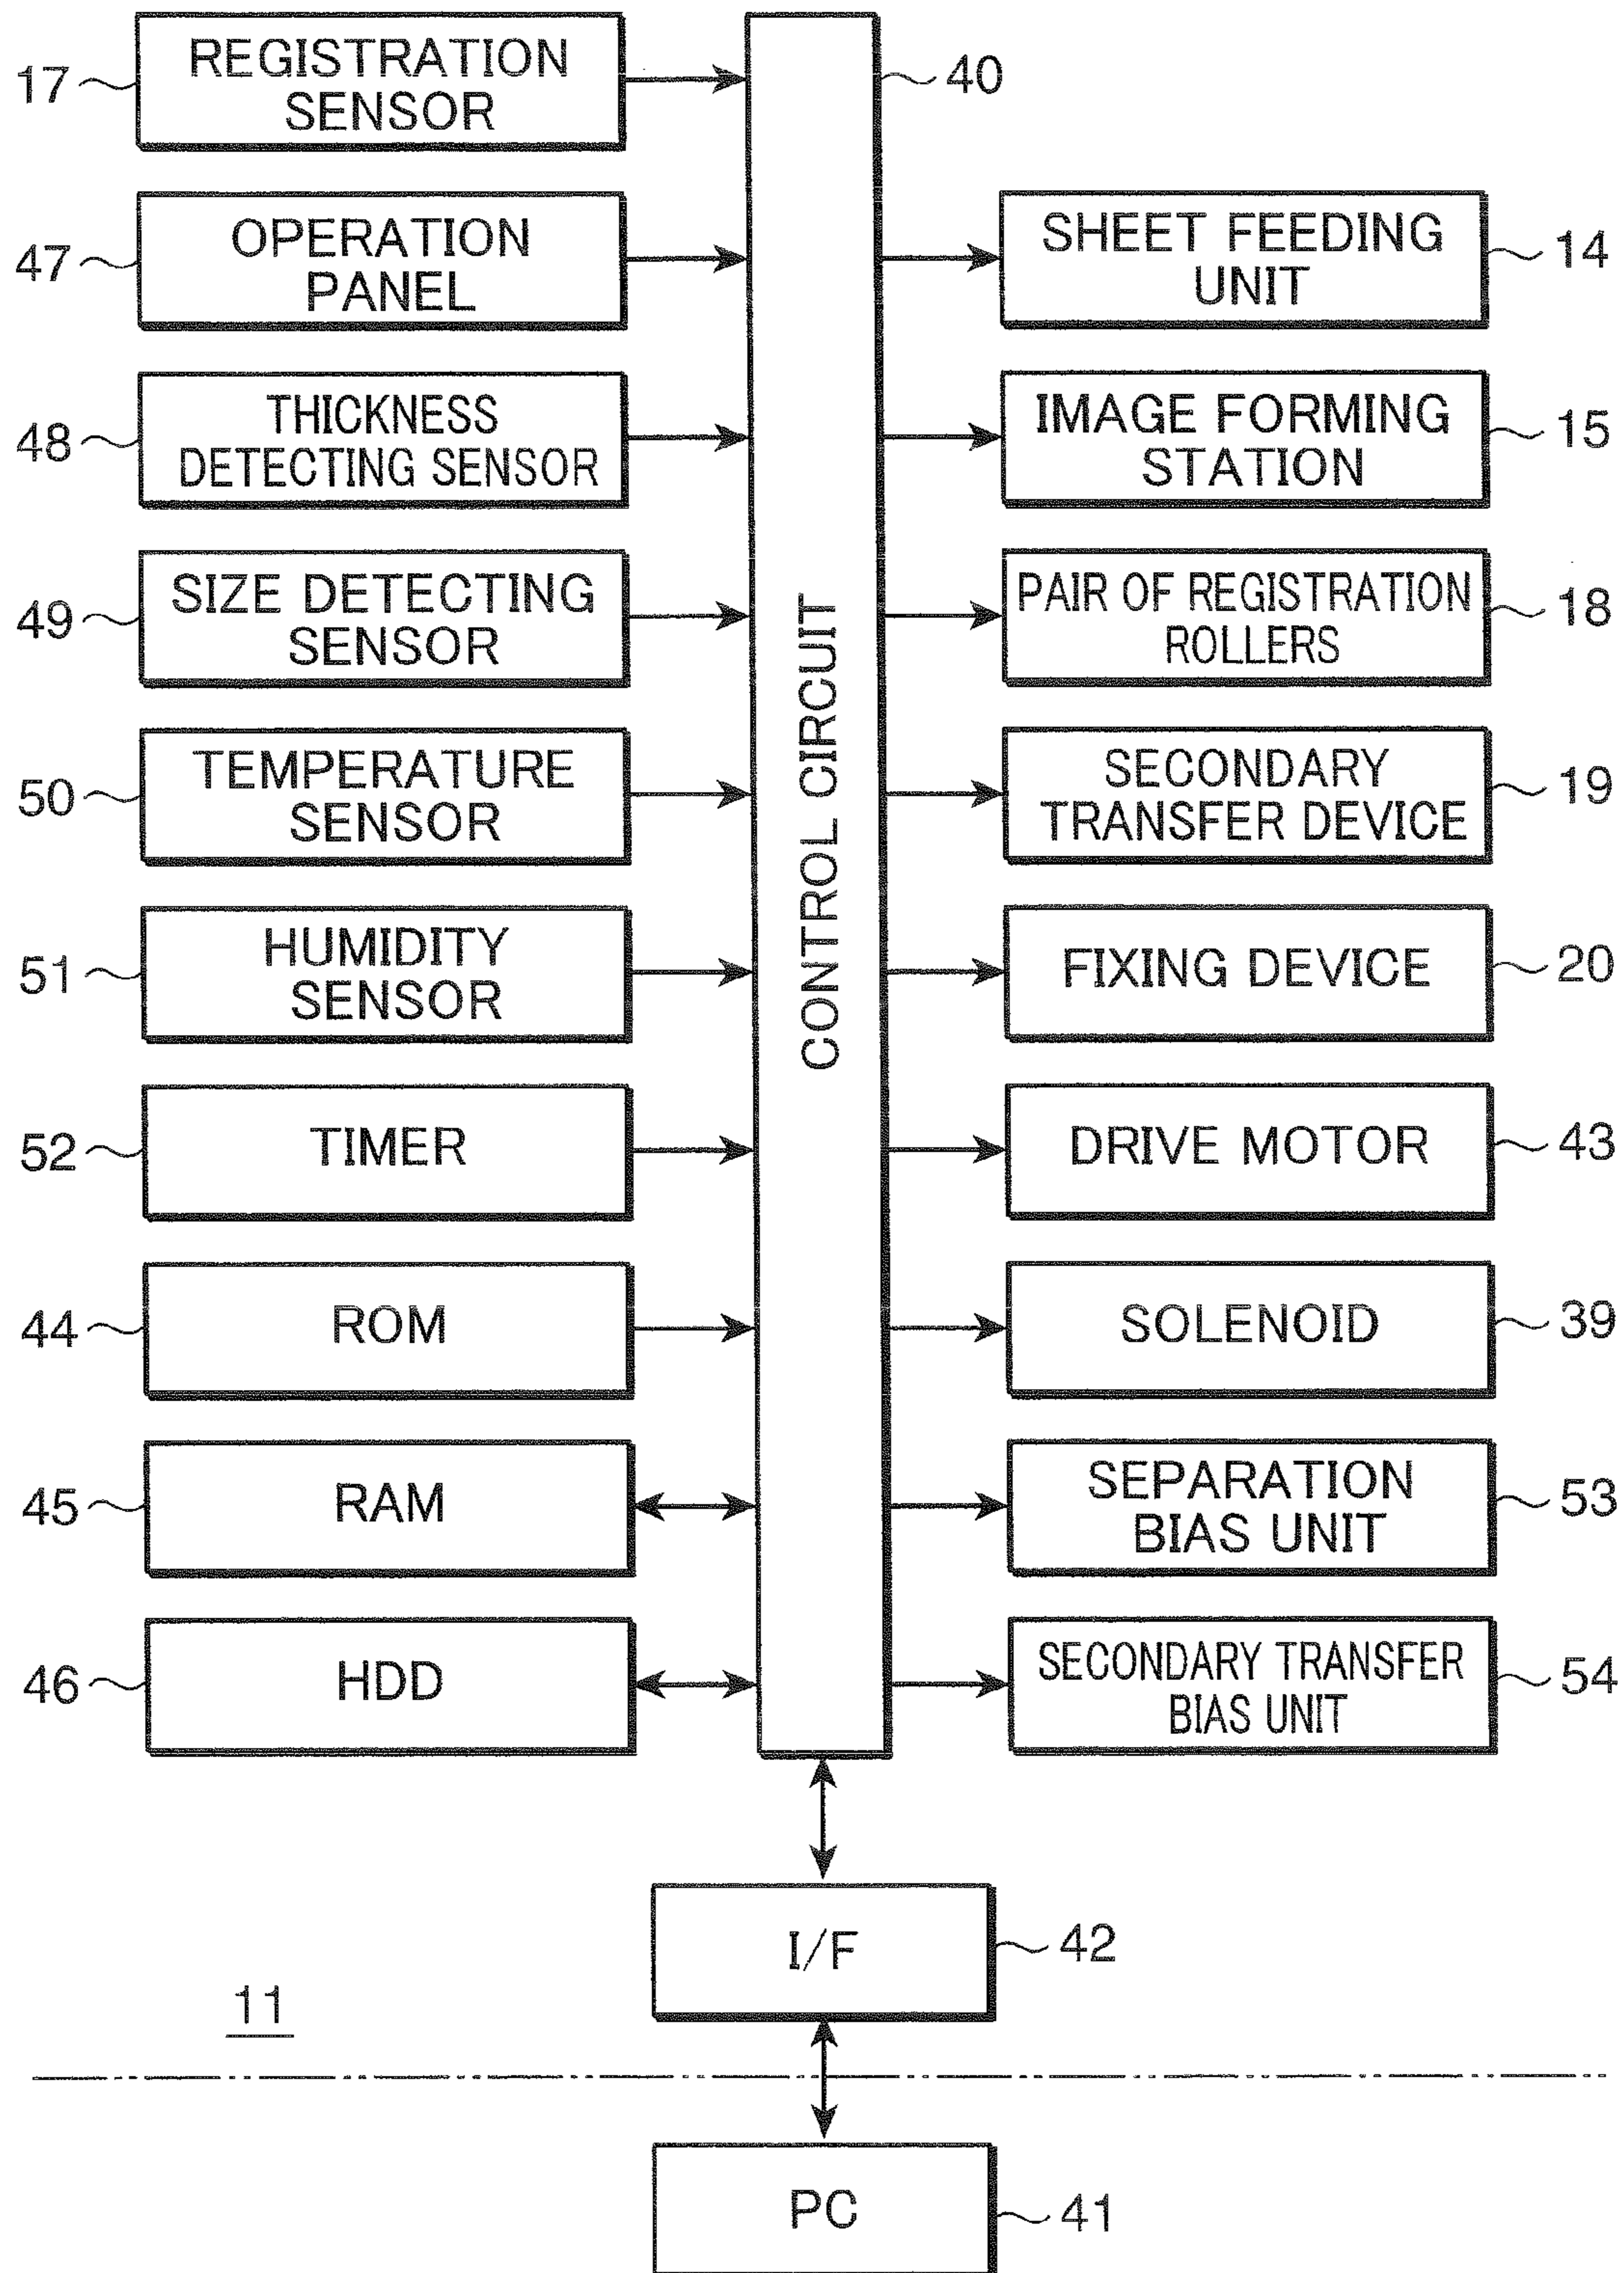 17
REGISTRATION
SENSOR
40
47
OPERATION
PANEL
SHEET FEEDING
UNIT
14
48
THICKNESS
DETECTING SENSOR
IMAGE FORMING
STATION
15
49
SIZE DETECTING
SENSOR
PAIR OF REGISTRATION
ROLLERS
18
50
TEMPERATURE
SENSOR
CONTROL CIRCUIT
SECONDARY
TRANSFER DEVICE
19
51
HUMIDITY
SENSOR
FIXING DEVICE
20
52
TIMER
DRIVE MOTOR
43
44
ROM
SOLENOID
39
45
RAM
SEPARATION
BIAS UNIT
53
46
HDD
SECONDARY TRANSFER
BIAS UNIT
54
I/F
42
11
PC
41